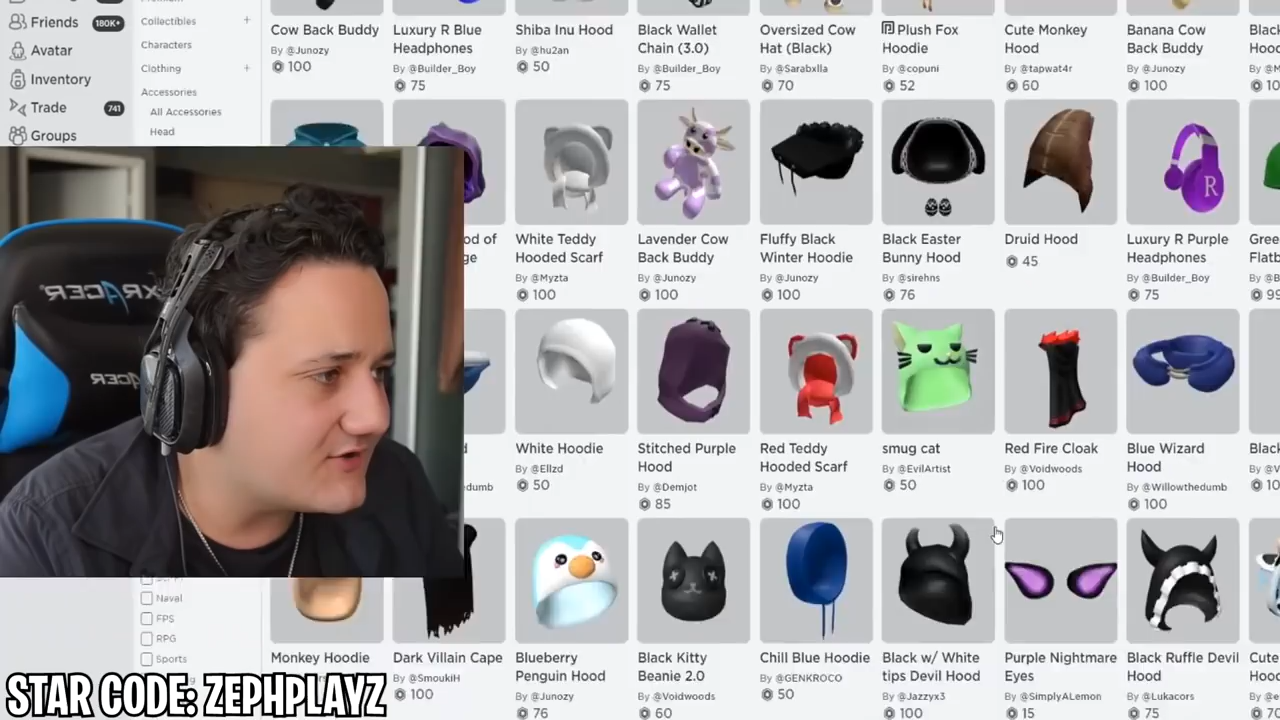 Friends 180K+
Avatar
Inventory
Trade 741
Groups
Collectibles +
Characters
Clothing +
Accessories
All Accessories
Head
Cow Back Buddy
By @Junozy
100
Luxury R Blue
Headphones
By @Builder_Boy
75
Shiba Inu Hood
By @hu2an
50
Black Wallet
Chain (3.0)
By @Builder_Boy
75
Oversized Cow
Hat (Black)
By @Sarabxlla
70
Plush Fox
Hoodie
By @copuni
52
Cute Monkey
Hood
By @tapwat4r
60
Banana Cow
Back Buddy
By @Junozy
100
White Teddy
Hooded Scarf
By @Myzta
100
Lavender Cow
Back Buddy
By @Junozy
100
Fluffy Black
Winter Hoodie
By @Junozy
100
Black Easter
Bunny Hood
By @sirehns
76
Druid Hood
45
R
Luxury R Purple
Headphones
By @Builder_Boy
75
White Hoodie
By @Ellzd
50
Stitched Purple
Hood
By @Demjot
85
Red Teddy
Hooded Scarf
By @Myzta
100
smug cat
By @EvilArtist
50
Red Fire Cloak
By @Voidwoods
100
Blue Wizard
Hood
By @Willowthedumb
100
Naval
FPS
RPG
Sports
Monkey Hoodie
Dark Villain Cape
By @SmoukiH
100
Blueberry
Penguin Hood
By @Junozy
76
Black Kitty
Beanie 2.0
By @Voidwoods
60
Chill Blue Hoodie
By @GENKROCO
50
Black w/ White
tips Devil Hood
By @Jazzyx3
100
Purple Nightmare
Eyes
By @SimplyALemon
15
Black Ruffle Devil
Hood
By @Lukacors
75
STAR CODE: ZEPHPLAYZ